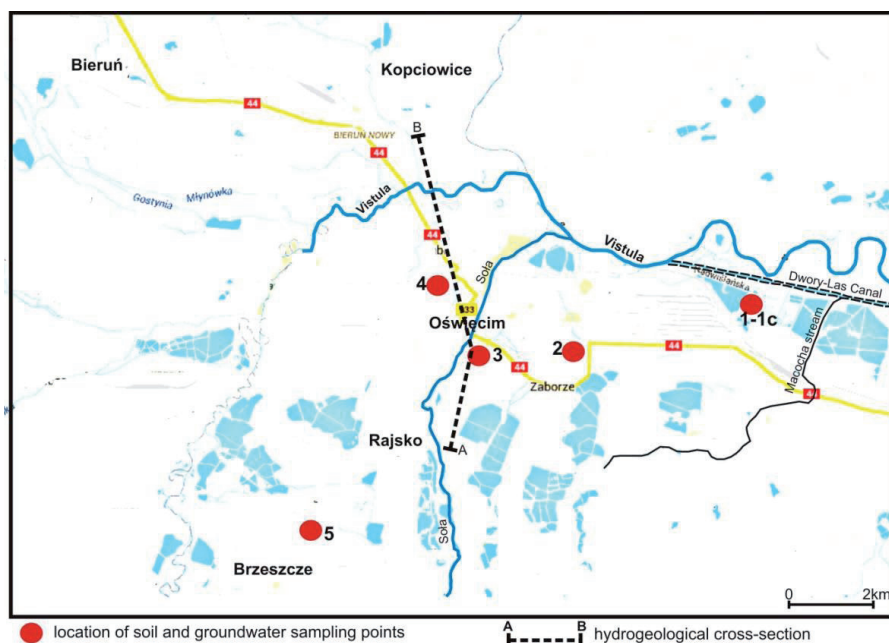 Bieruń
Kopciowice
44
B
BIERUŃ NOWY
44
Gostynia
Młynówka
Vistula
44
b
Soła
Vistula
4
933
Oświęcim
Dwory-Las Canal
1-1c
3
2
44
44
Zaborze
Macocha stream
44
Rajsko
A
5
Soła
Brzeszcze
0 2km
location of soil and groundwater sampling points
A B
hydrogeological cross-section